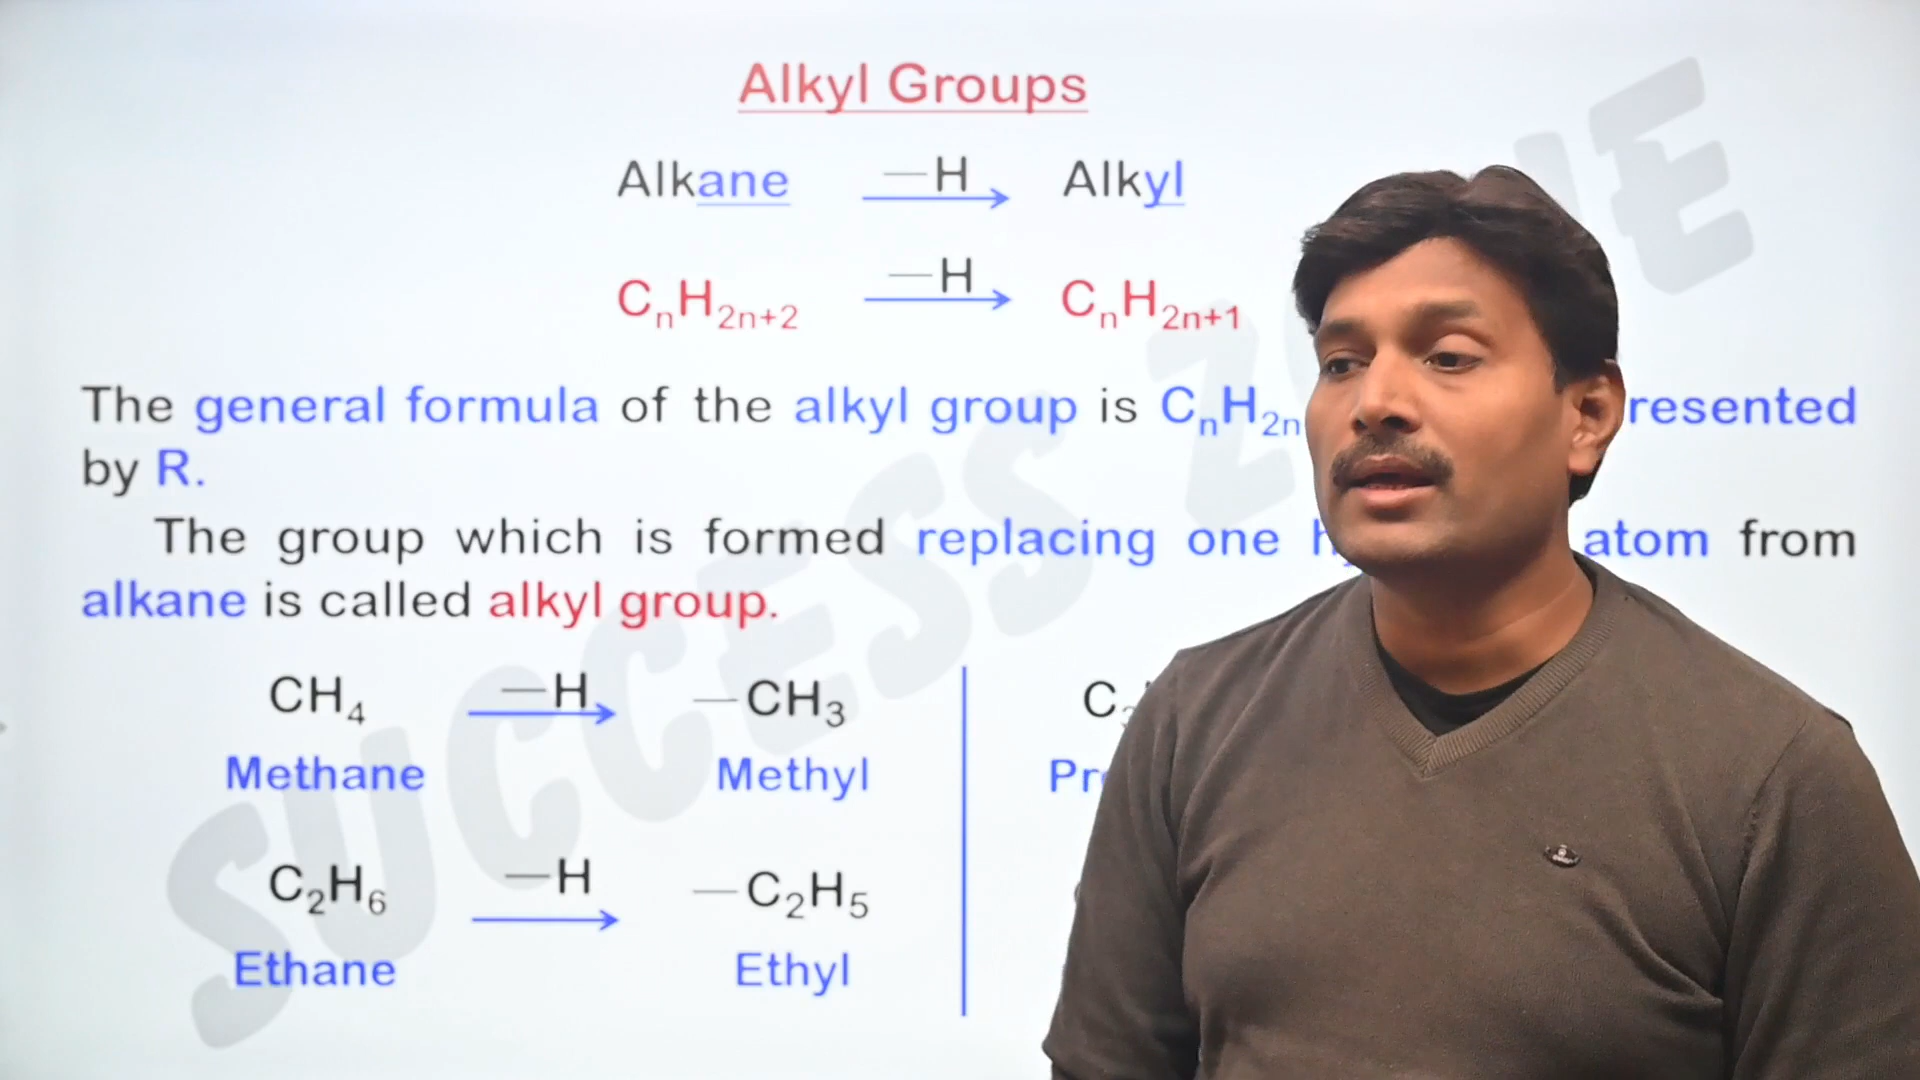 Alkyl Groups
Alkane —H Alkyl
CₙH₂ₙ₊₂ —H CₙH₂ₙ₊₁
The general formula of the alkyl group is CₙH₂ₙ resented
by R.
The group which is formed replacing one atom from
alkane is called alkyl group.
CH₄ —H —CH₃ C
Methane Methyl Pr
C₂H₆ —H —C₂H₅
Ethane Ethyl
SUCCESS